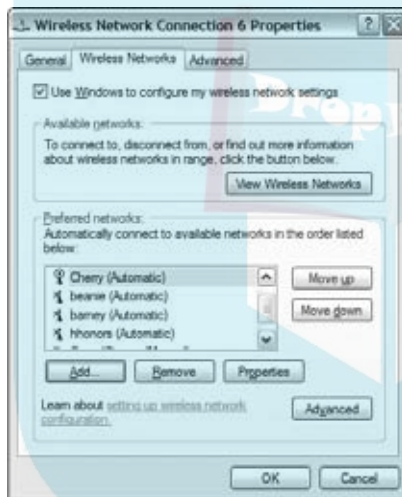 Wireless Network Connection 6 Properties
General Wireless Networks Advanced
Use Windows to configure my wireless network settings
Available networks:
To connect to, disconnect from, or find out more information
about wireless networks in range, click the button below.
View Wireless Networks
Preferred networks:
Automatically connect to available networks in the order listed
below:
Cherry (Automatic)
beanie (Automatic)
barney (Automatic)
hhonors (Automatic)
Move up
Move down
Add... Remove Properties
Learn about setting up wireless network
configuration.
Advanced
OK Cancel